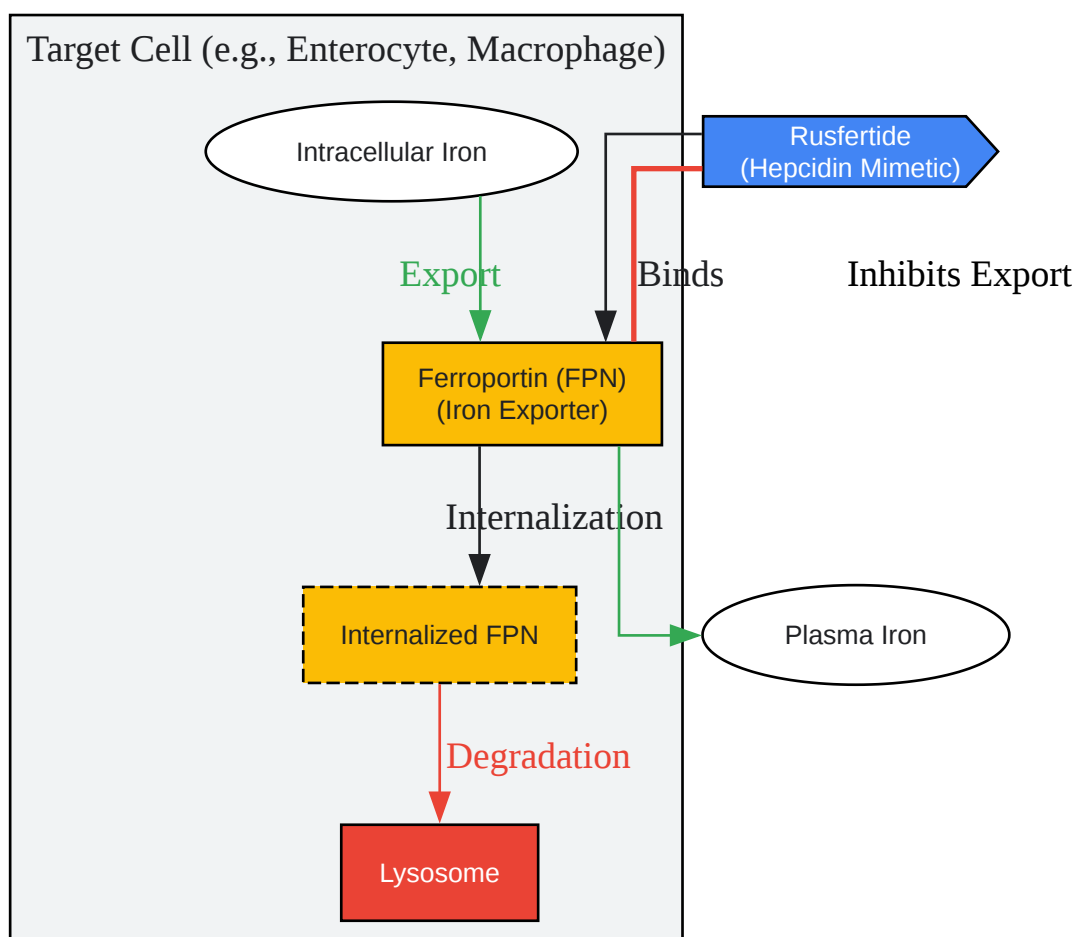 Target Cell (e.g., Enterocyte, Macrophage)
Intracellular Iron
Rusfertide
(Hepcidin Mimetic)
Export
Binds
Inhibits Export
Ferroportin (FPN)
(Iron Exporter)
Internalization
Internalized FPN
Plasma Iron
Degradation
Lysosome